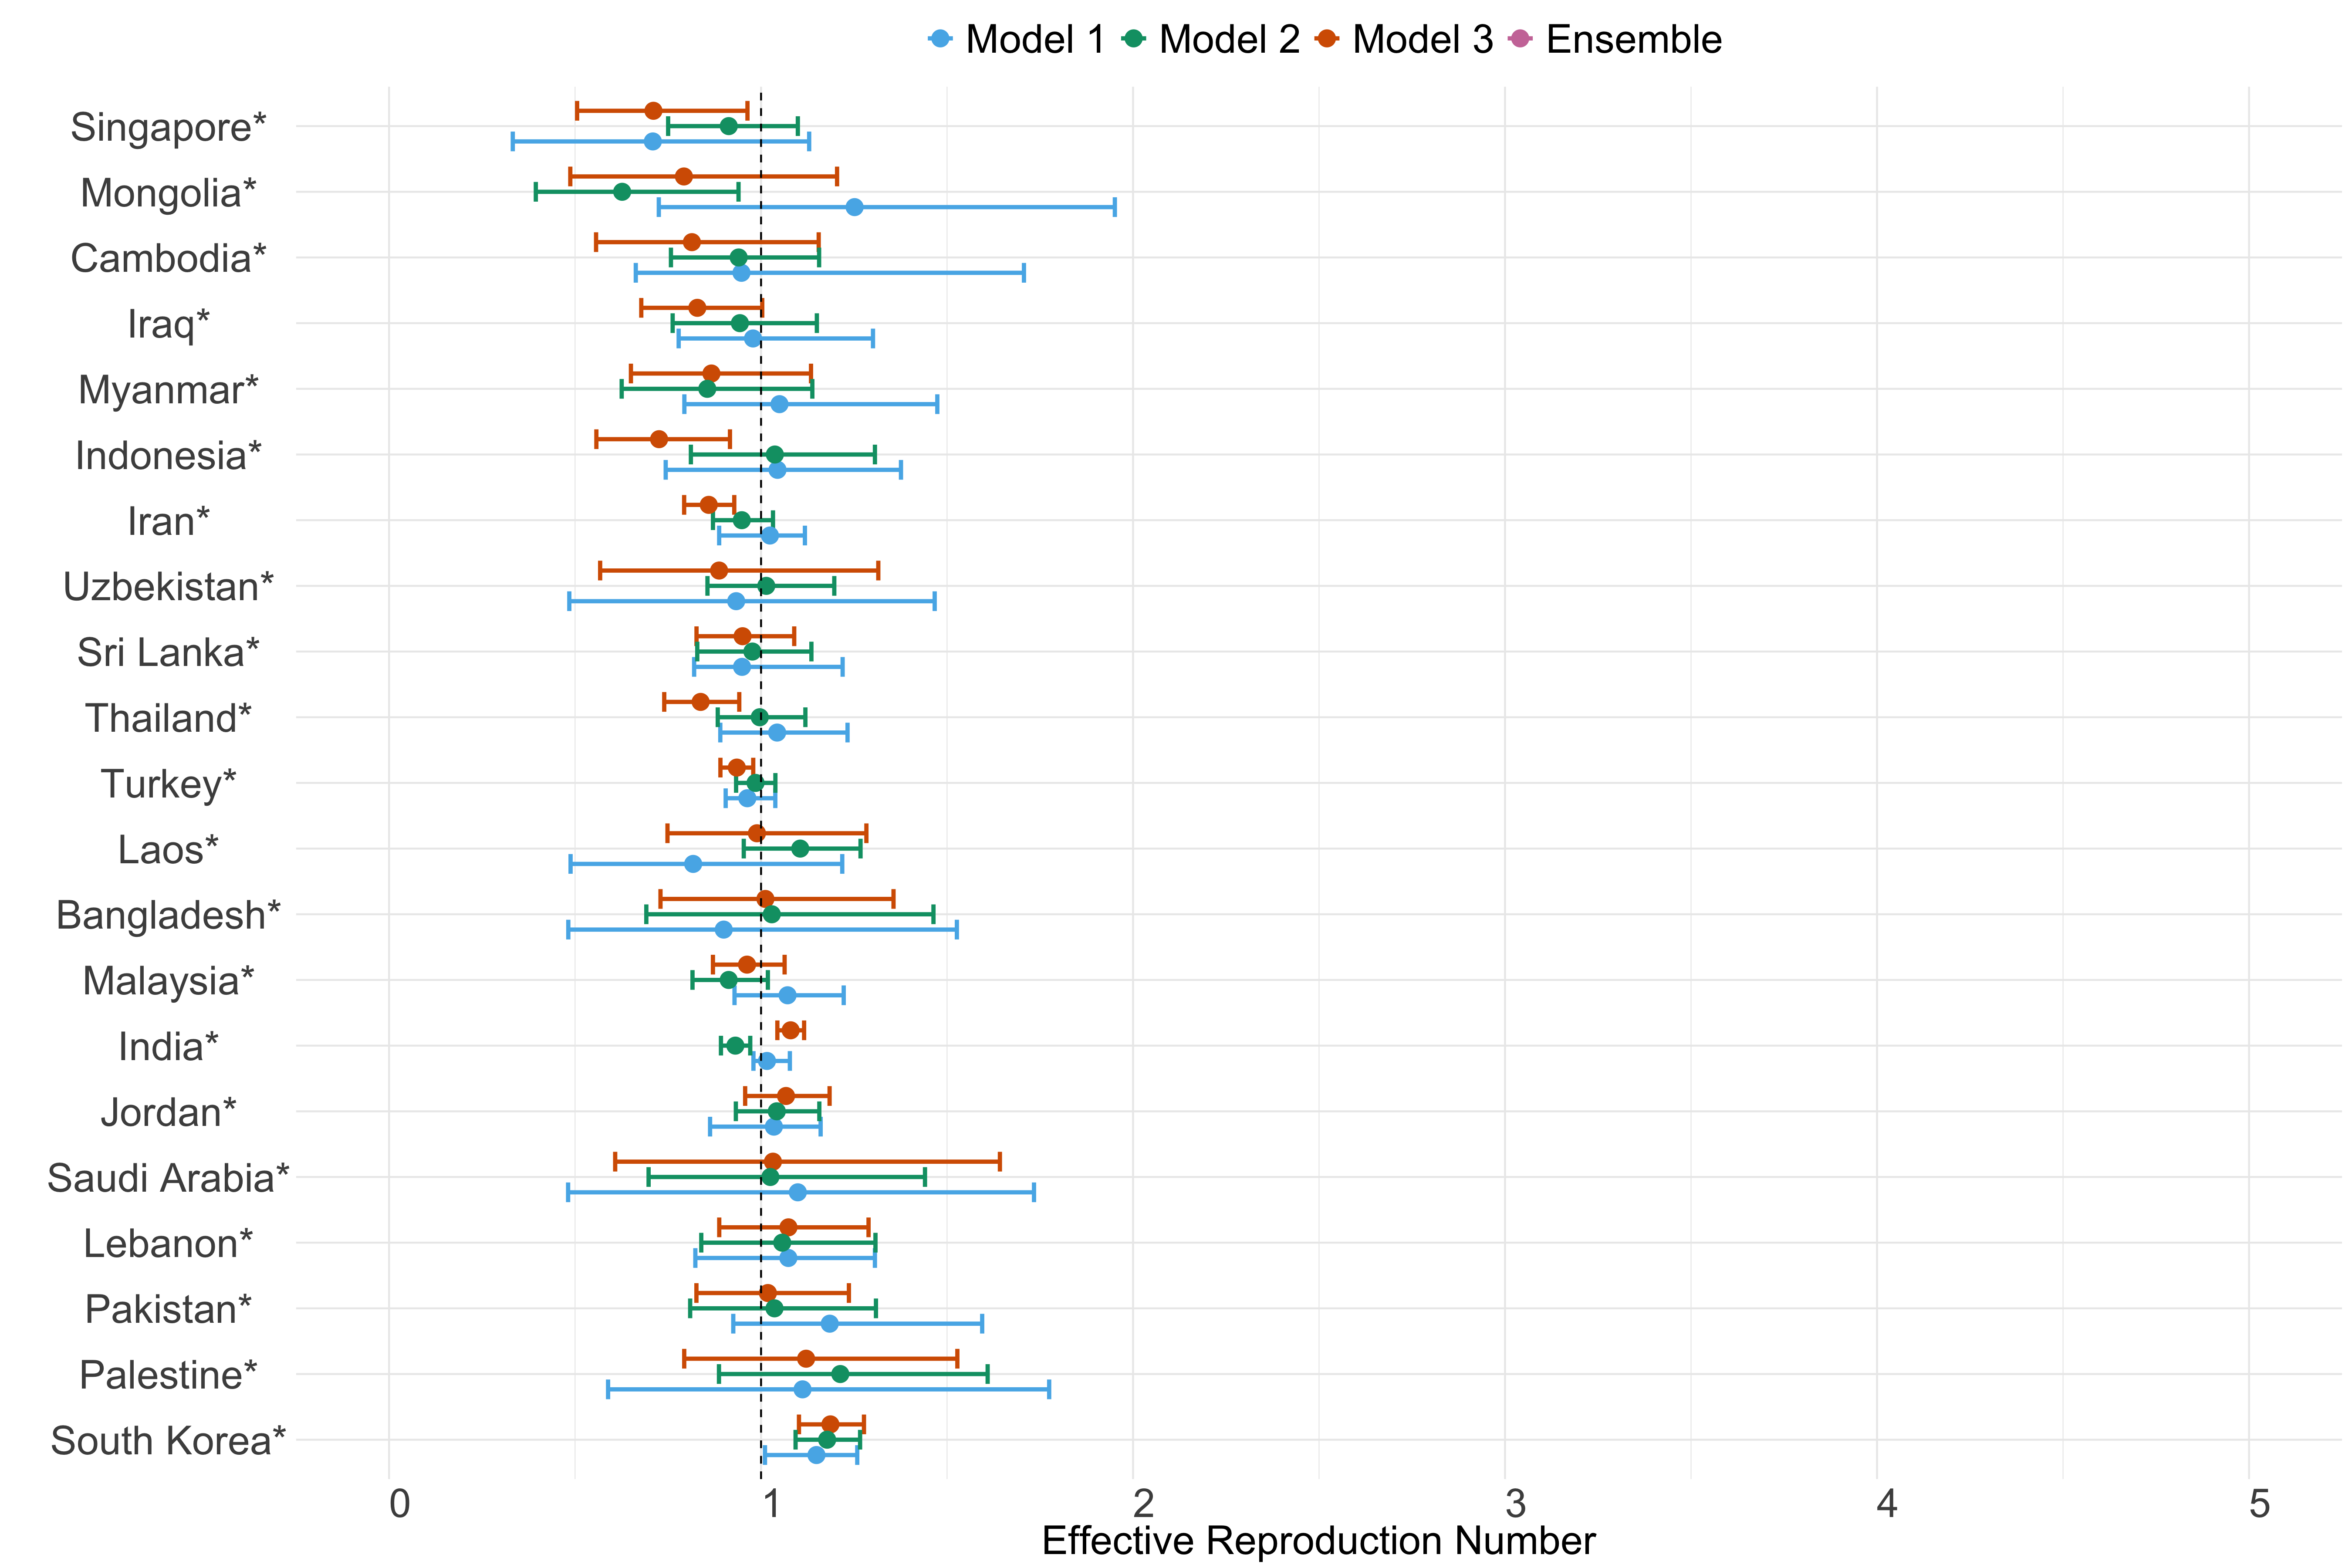 Model 1 Model 2 Model 3 Ensemble
Singapore*
Mongolia*
Cambodia*
Iraq*
Myanmar*
Indonesia*
Iran*
Uzbekistan*
Sri Lanka*
Thailand*
Turkey*
Laos*
Bangladesh*
Malaysia*
India*
Jordan*
Saudi Arabia*
Lebanon*
Pakistan*
Palestine*
South Korea*
0 1 2 3 4 5
Effective Reproduction Number